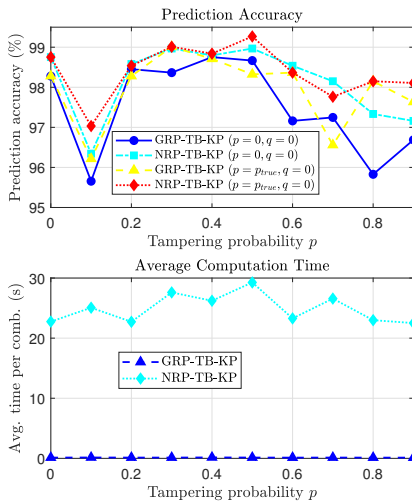 Prediction Accuracy
Prediction accuracy (%)
99
98
97
96
95
GRP-TB-KP (p = 0, q = 0)
NRP-TB-KP (p = 0, q = 0)
GRP-TB-KP (p = p_true, q = 0)
NRP-TB-KP (p = p_true, q = 0)
0 0.2 0.4 0.6 0.8
Tampering probability p
Average Computation Time
Avg. time per comb. (s)
30
20
10
0
GRP-TB-KP
NRP-TB-KP
0 0.2 0.4 0.6 0.8
Tampering probability p